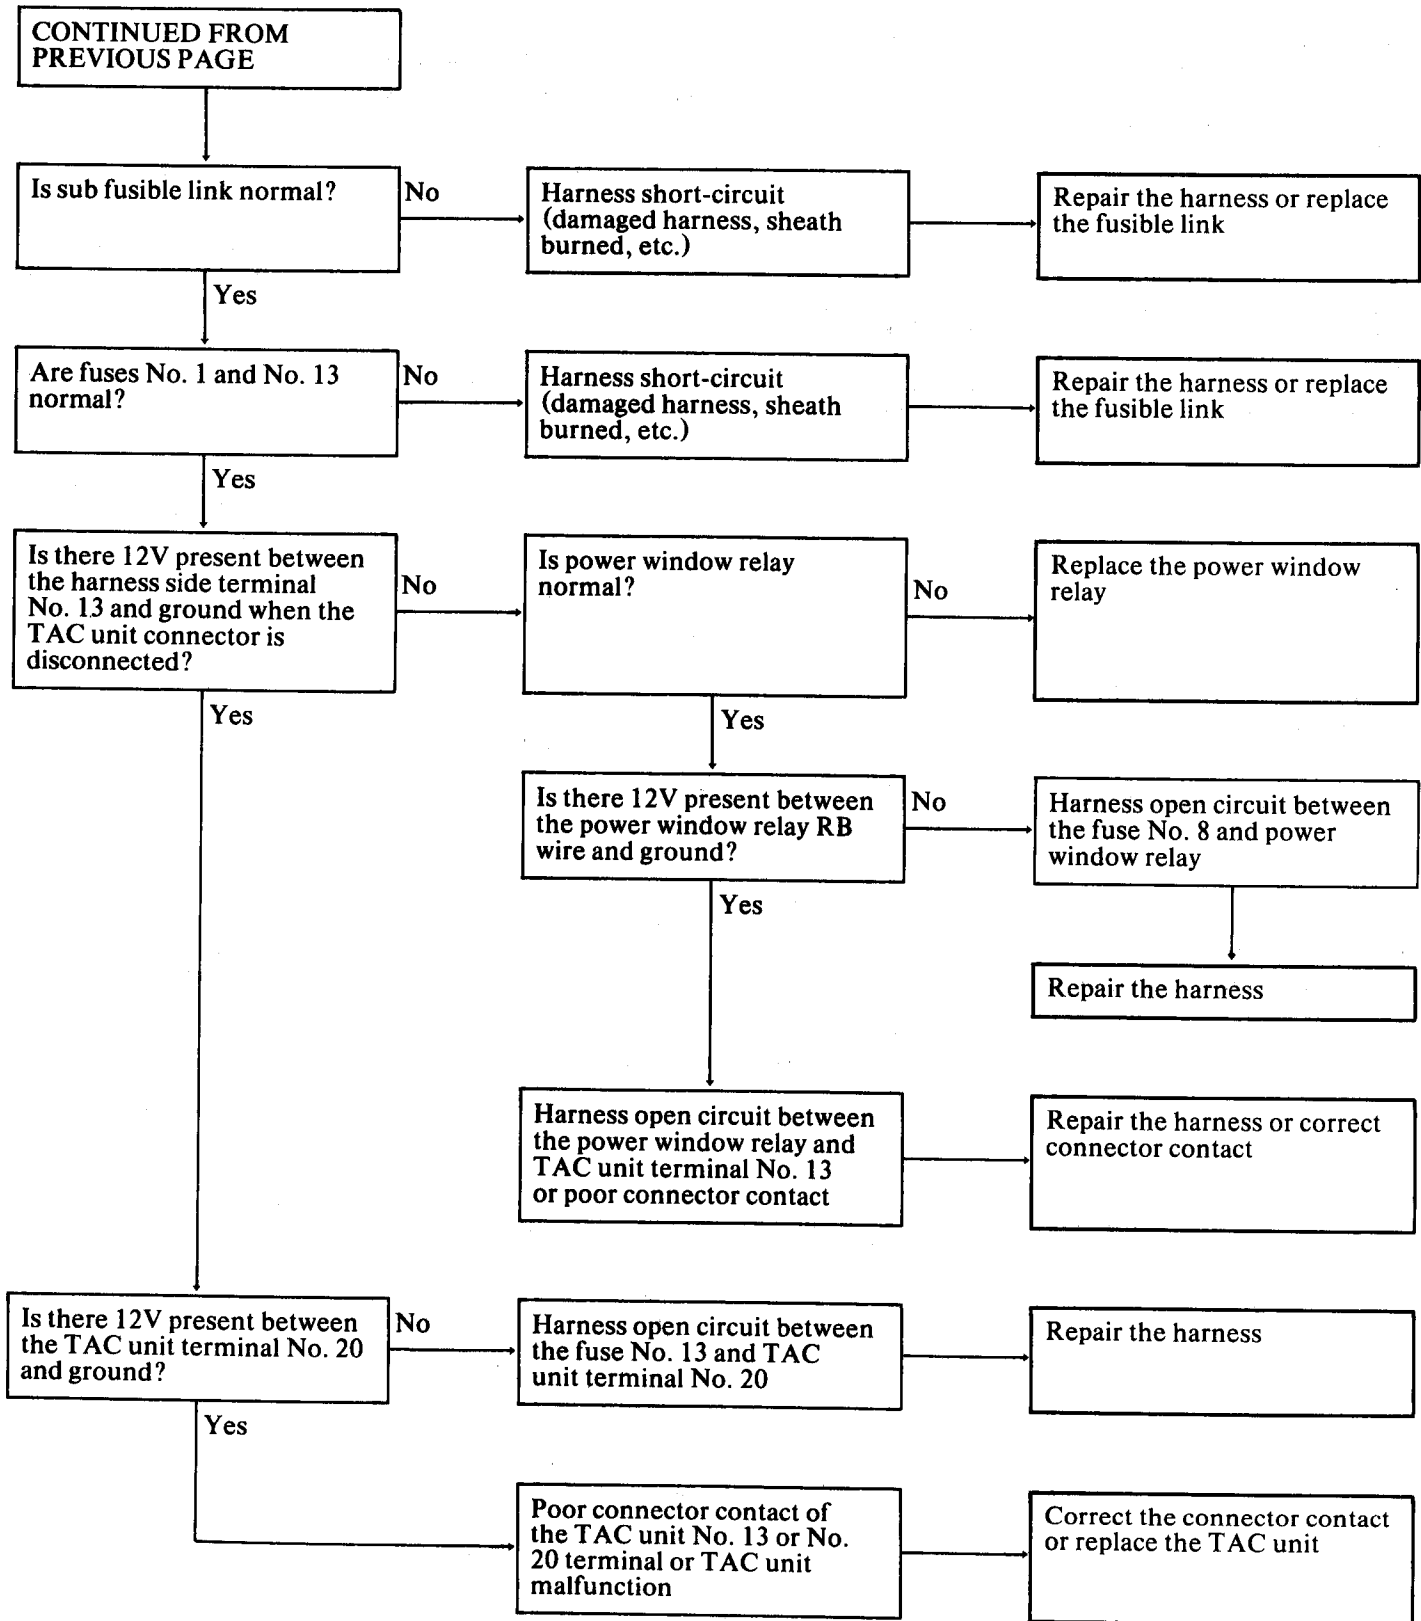 CONTINUED FROM
PREVIOUS PAGE
Is sub fusible link normal?
No
Harness short-circuit
(damaged harness, sheath
burned, etc.)
Repair the harness or replace
the fusible link
Yes
Are fuses No. 1 and No. 13
normal?
No
Harness short-circuit
(damaged harness, sheath
burned, etc.)
Repair the harness or replace
the fusible link
Yes
Is there 12V present between
the harness side terminal
No. 13 and ground when the
TAC unit connector is
disconnected?
No
Is power window relay
normal?
No
Replace the power window
relay
Yes
Yes
Is there 12V present between
the power window relay RB
wire and ground?
No
Harness open circuit between
the fuse No. 8 and power
window relay
Yes
Repair the harness
Harness open circuit between
the power window relay and
TAC unit terminal No. 13
or poor connector contact
Repair the harness or correct
connector contact
Is there 12V present between
the TAC unit terminal No. 20
and ground?
No
Harness open circuit between
the fuse No. 13 and TAC
unit terminal No. 20
Repair the harness
Yes
Poor connector contact of
the TAC unit No. 13 or No.
20 terminal or TAC unit
malfunction
Correct the connector contact
or replace the TAC unit